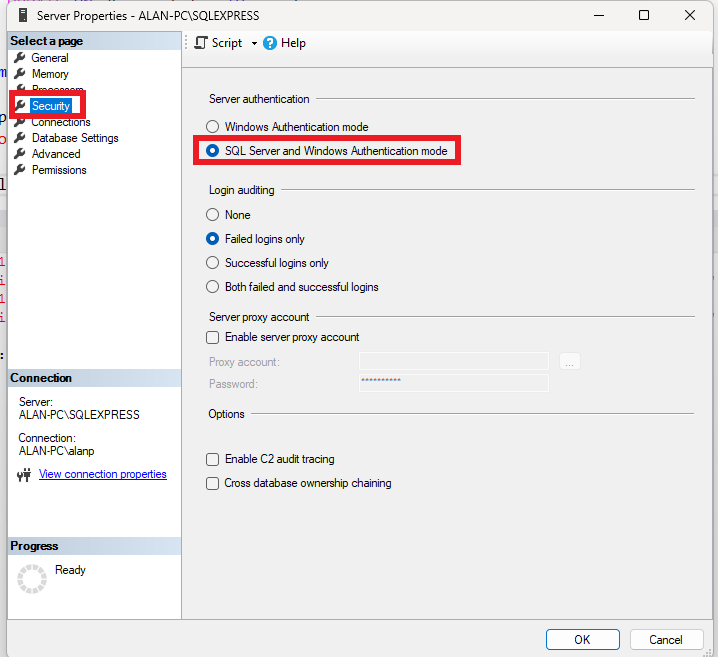 Server Properties - ALAN-PC\SQLEXPRESS
Select a page
General
Memory
Processors
Security
Connections
Database Settings
Advanced
Permissions
Script
Help
Server authentication
Windows Authentication mode
SQL Server and Windows Authentication mode
Login auditing
None
Failed logins only
Successful logins only
Both failed and successful logins
Server proxy account
Enable server proxy account
Proxy account:
...
Password:
**********
Options
Enable C2 audit tracing
Cross database ownership chaining
Connection
Server:
ALAN-PC\SQLEXPRESS
Connection:
ALAN-PC\alanp
View connection properties
Progress
Ready
OK
Cancel